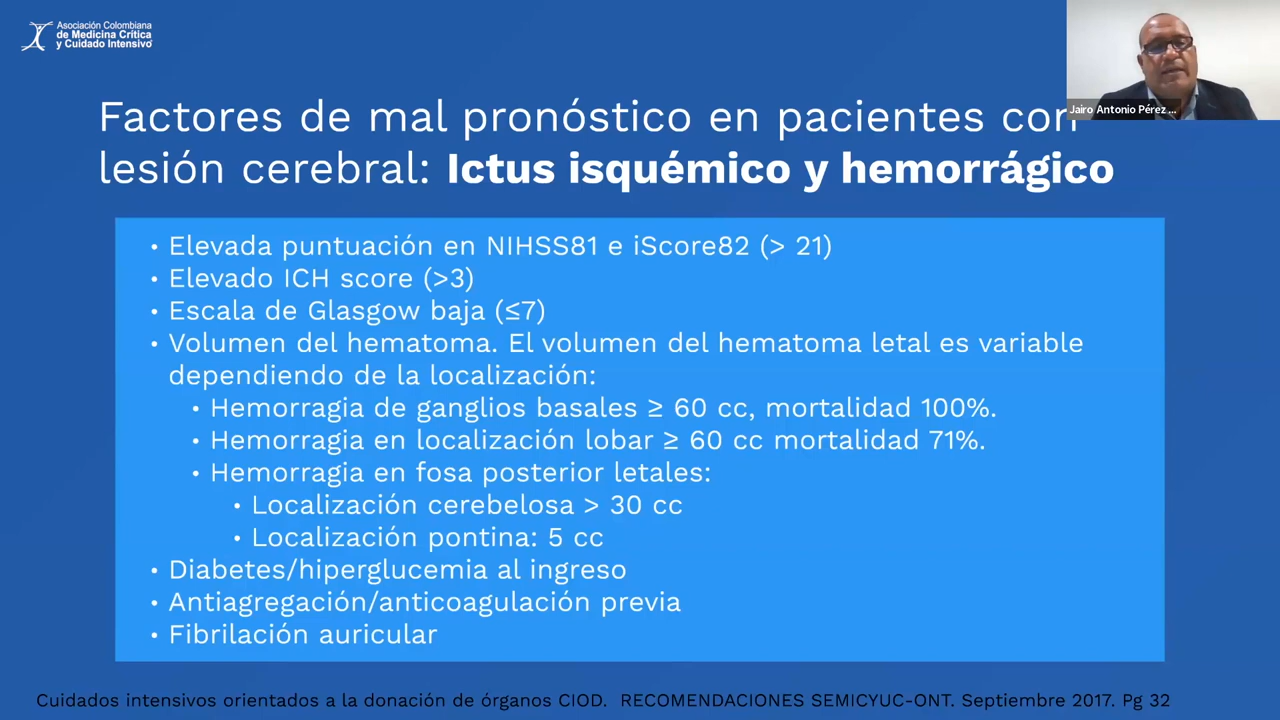 Asociación Colombiana
de Medicina Crítica
y Cuidado Intensivo
Jairo Antonio Pérez ...
Factores de mal pronóstico en pacientes con
lesión cerebral: Ictus isquémico y hemorrágico
• Elevada puntuación en NIHSS81 e iScore82 (> 21)
• Elevado ICH score (>3)
• Escala de Glasgow baja (≤7)
• Volumen del hematoma. El volumen del hematoma letal es variable
dependiendo de la localización:
• Hemorragia de ganglios basales ≥ 60 cc, mortalidad 100%.
• Hemorragia en localización lobar ≥ 60 cc mortalidad 71%.
• Hemorragia en fosa posterior letales:
• Localización cerebelosa > 30 cc
• Localización pontina: 5 cc
• Diabetes/hiperglucemia al ingreso
• Antiagregación/anticoagulación previa
• Fibrilación auricular
Cuidados intensivos orientados a la donación de órganos CIOD. RECOMENDACIONES SEMICYUC-ONT. Septiembre 2017. Pg 32